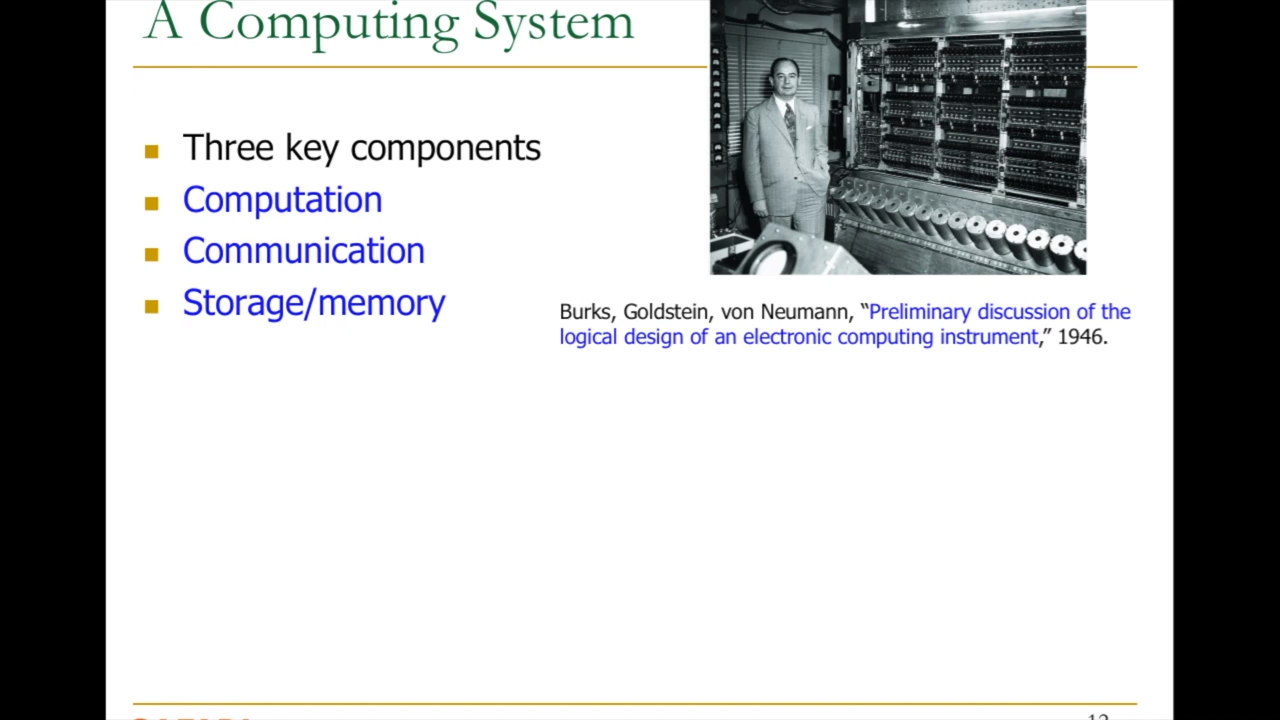 A Computing System
Three key components
Computation
Communication
Storage/memory
Burks, Goldstein, von Neumann, “Preliminary discussion of the
logical design of an electronic computing instrument,” 1946.